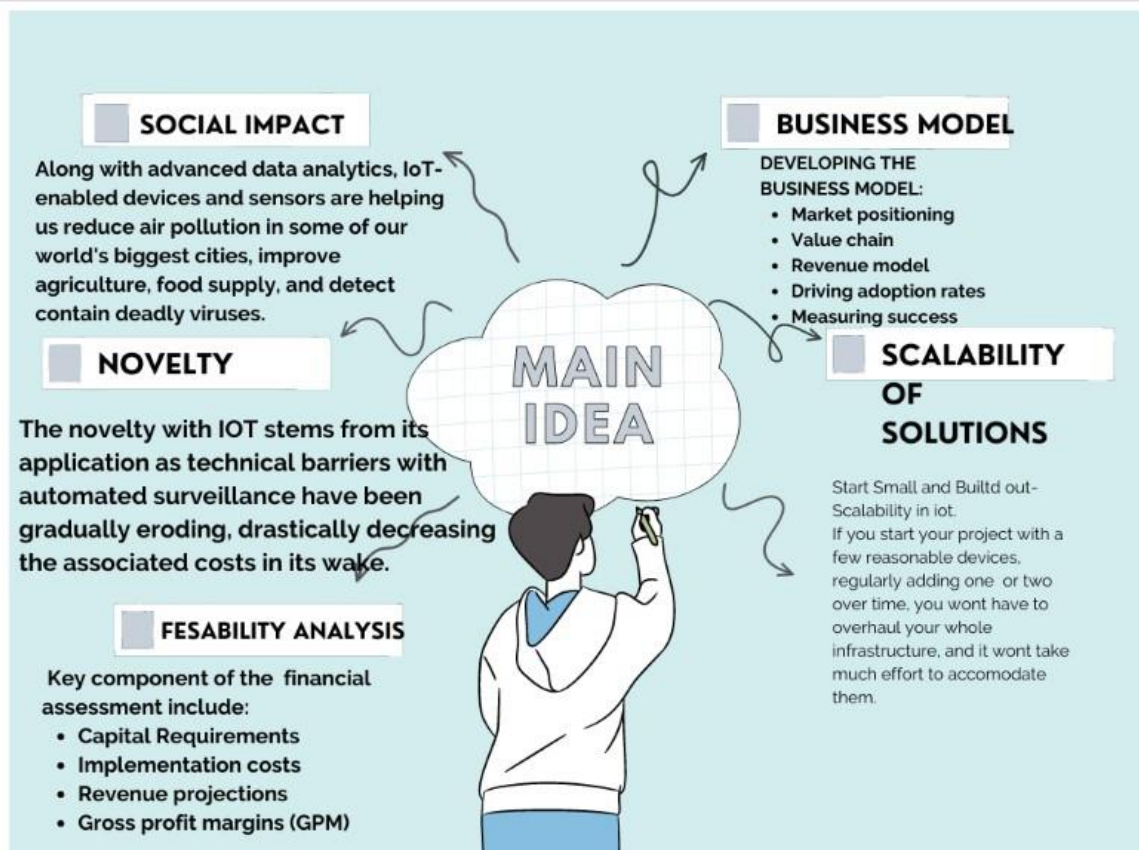 SOCIAL IMPACT
Along with advanced data analytics, IoT-
enabled devices and sensors are helping
us reduce air pollution in some of our
world's biggest cities, improve
agriculture, food supply, and detect
contain deadly viruses.
NOVELTY
The novelty with IOT stems from its
application as technical barriers with
automated surveillance have been
gradually eroding, drastically decreasing
the associated costs in its wake.
FESABILITY ANALYSIS
Key component of the financial
assessment include:
• Capital Requirements
• Implementation costs
• Revenue projections
• Gross profit margins (GPM)
MAIN
IDEA
BUSINESS MODEL
DEVELOPING THE
BUSINESS MODEL:
• Market positioning
• Value chain
• Revenue model
• Driving adoption rates
• Measuring success
SCALABILITY
OF
SOLUTIONS
Start Small and Builtd out-
Scalability in iot.
If you start your project with a
few reasonable devices,
regularly adding one or two
over time, you wont have to
overhaul your whole
infrastructure, and it wont take
much effort to accomodate
them.